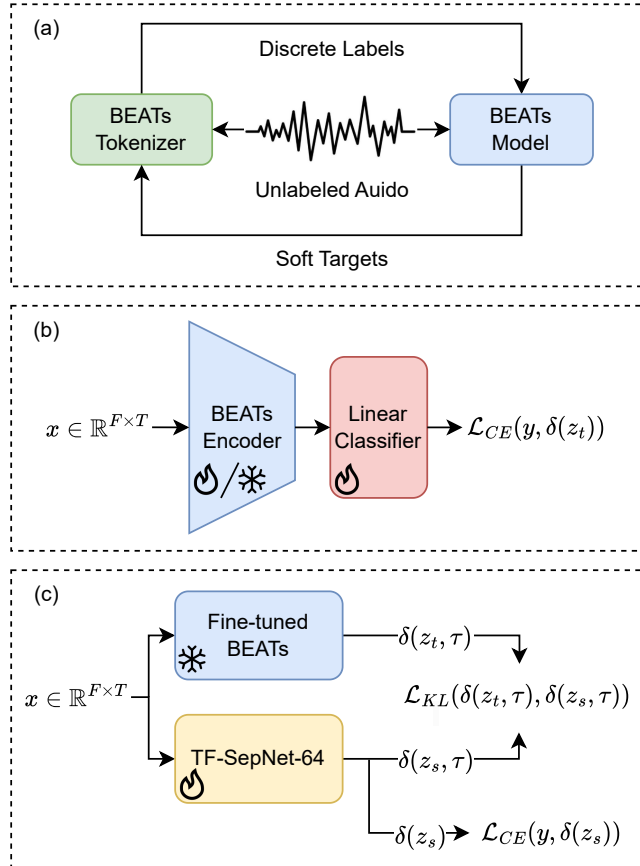 (a)
Discrete Labels
BEATs
Tokenizer
BEATs
Model
Unlabeled Auido
Soft Targets
(b)
x ∈ ℝ^{F×T}
BEATs
Encoder
/
Linear
Classifier
ℒ_{CE}(y, δ(z_t))
(c)
Fine-tuned
BEATs
δ(z_t, τ)
x ∈ ℝ^{F×T}
ℒ_{KL}(δ(z_t, τ), δ(z_s, τ))
TF-SepNet-64
δ(z_s, τ)
δ(z_s)
ℒ_{CE}(y, δ(z_s))